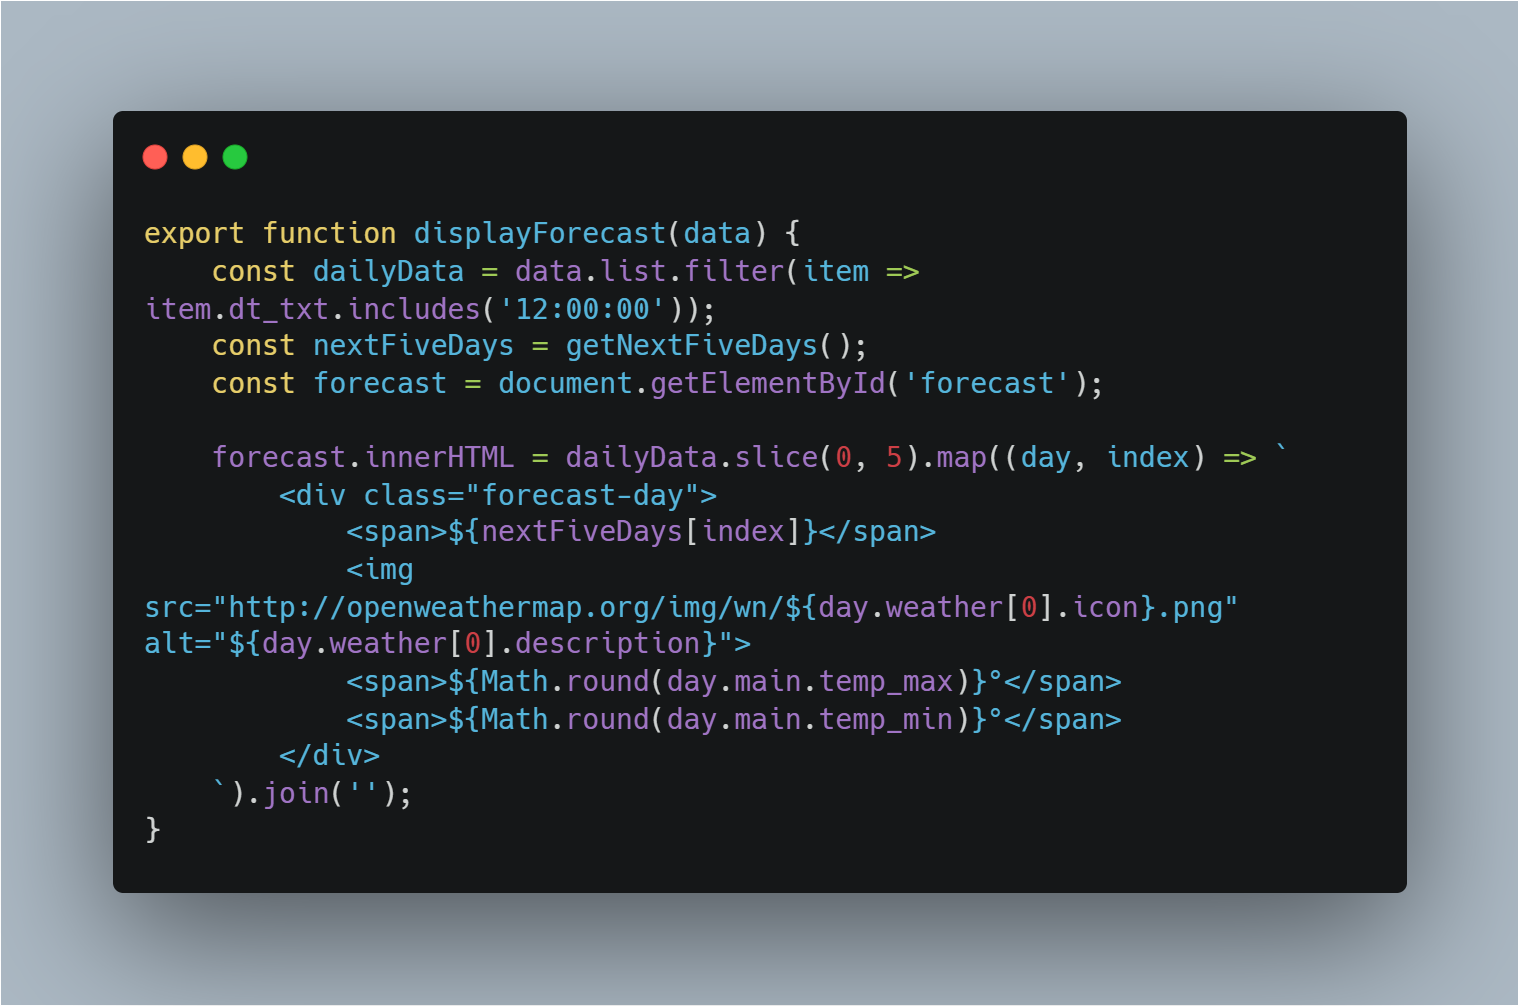 export function displayForecast(data) {
    const dailyData = data.list.filter(item =>
item.dt_txt.includes('12:00:00'));
    const nextFiveDays = getNextFiveDays();
    const forecast = document.getElementById('forecast');

    forecast.innerHTML = dailyData.slice(0, 5).map((day, index) => `
        <div class="forecast-day">
            <span>${nextFiveDays[index]}</span>
            <img
src="http://openweathermap.org/img/wn/${day.weather[0].icon}.png"
alt="${day.weather[0].description}">
            <span>${Math.round(day.main.temp_max)}°</span>
            <span>${Math.round(day.main.temp_min)}°</span>
        </div>
    `).join('');
}